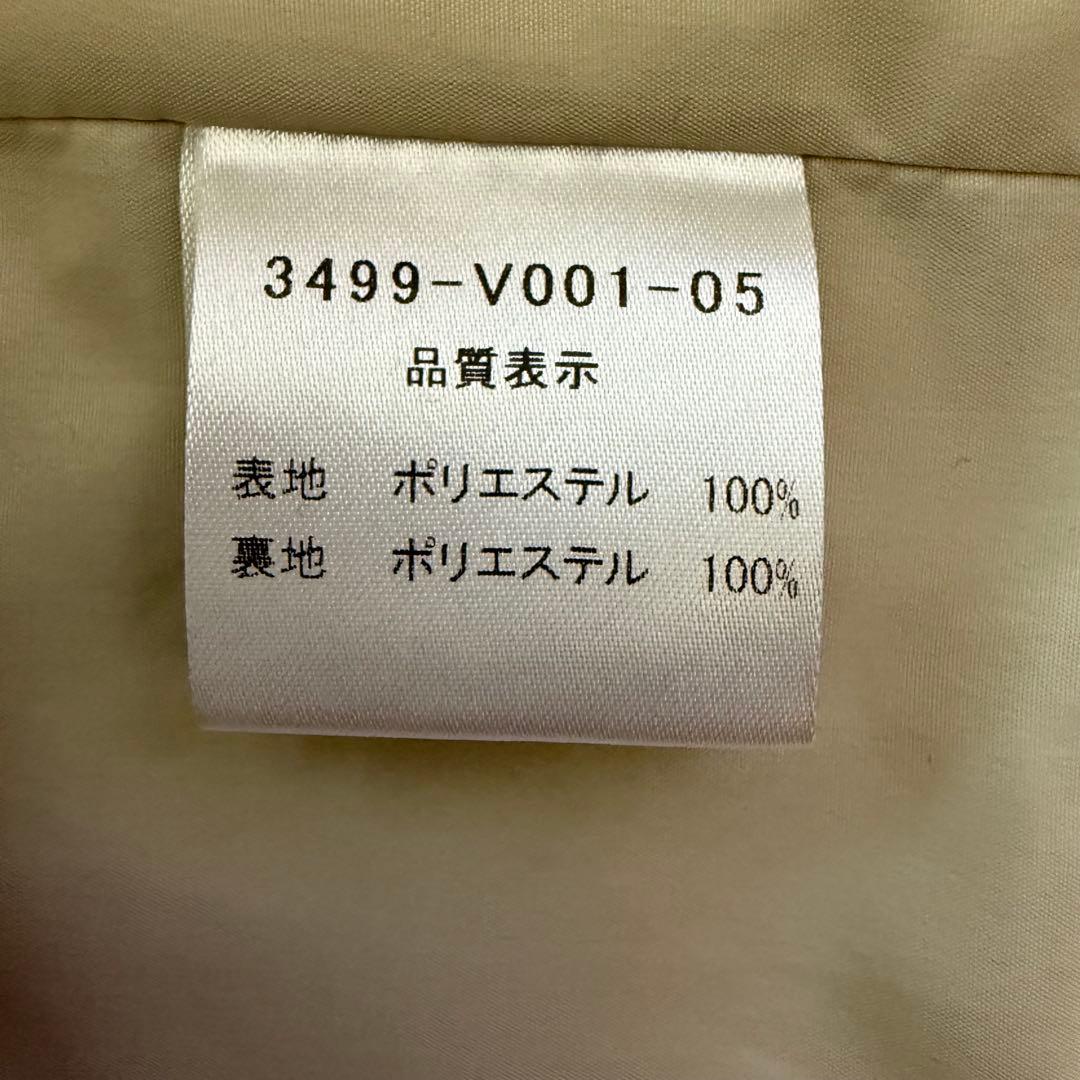 3499-V001-05
品質表示
表地 ポリエステル 100%
裏地 ポリエステル 100%